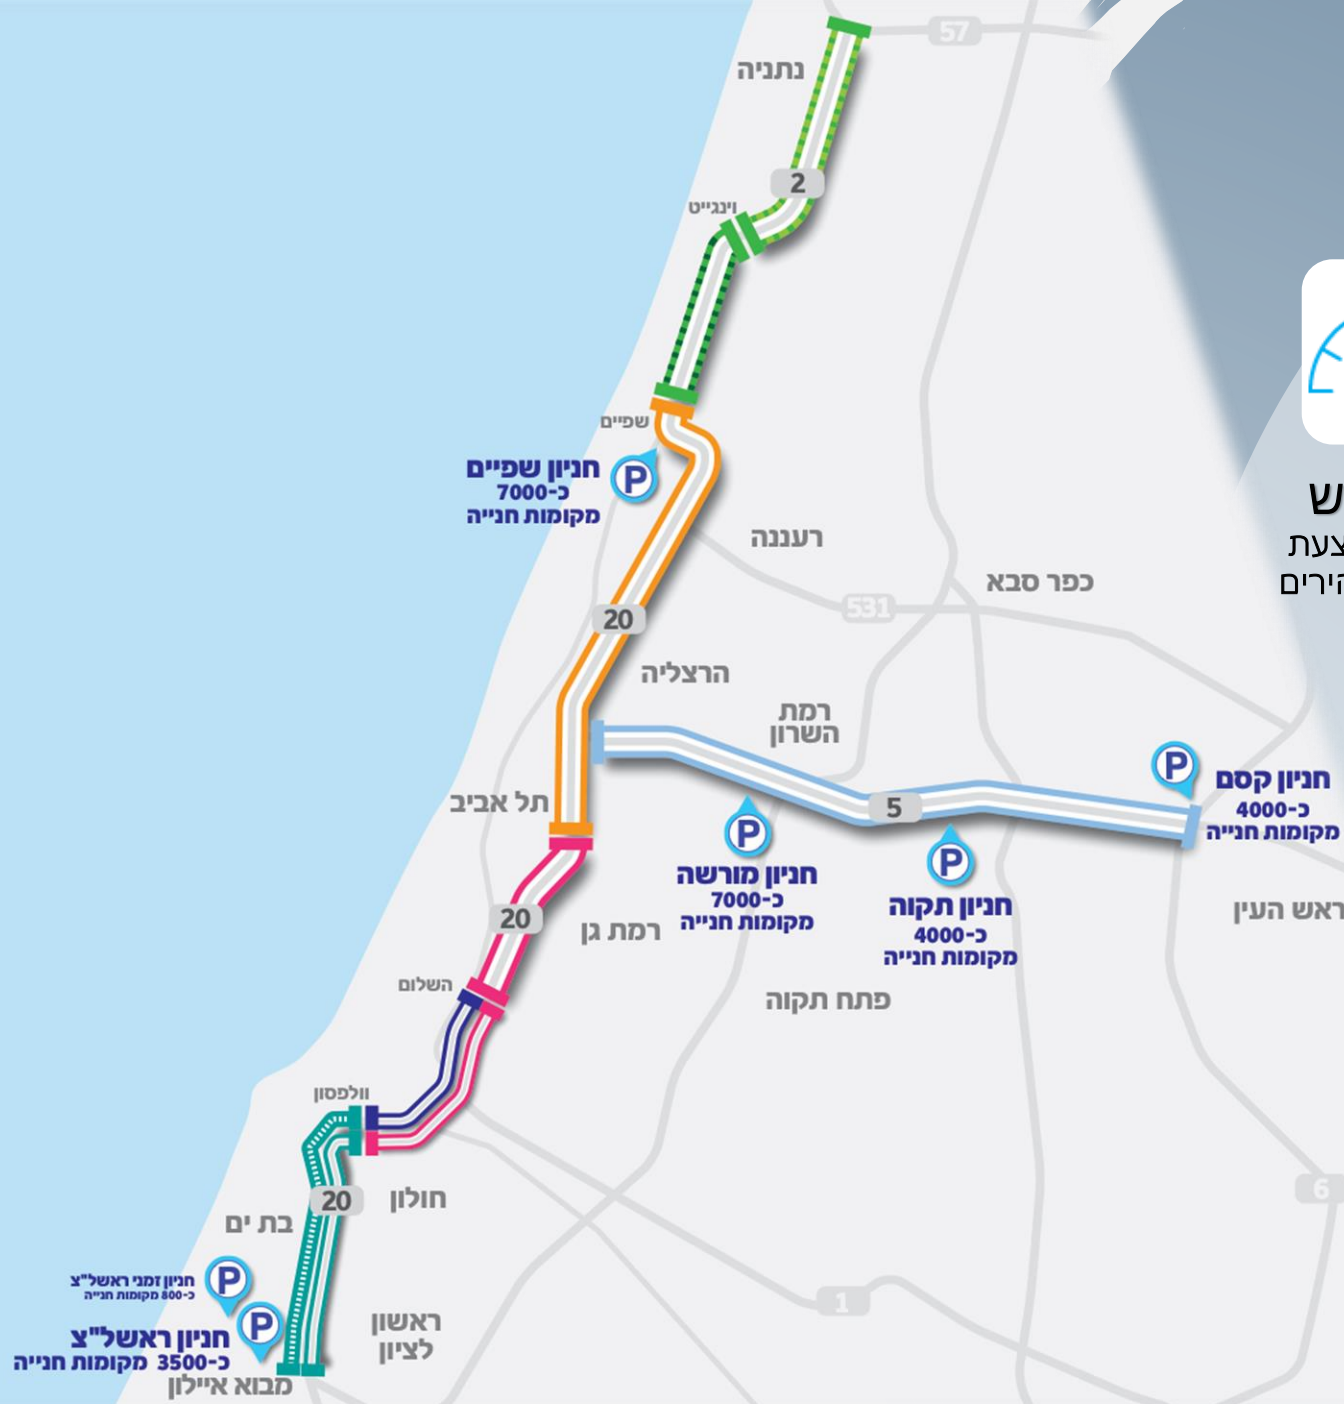 57
נתניה
2
וינגייט
שפיים
חניון שפיים
כ-7000
מקומות חנייה
רעננה
כפר סבא
531
20
הרצליה
רמת
השרון
תל אביב
5
חניון קסם
כ-4000
מקומות חנייה
חניון מורשה
כ-7000
מקומות חנייה
חניון תקוה
כ-4000
מקומות חנייה
ראש העין
20
רמת גן
השלום
פתח תקוה
וולפסון
20
חולון
בת ים
6
חניון זמני ראשל"צ
כ-800 מקומות חנייה
1
חניון ראשל"צ
כ-3500 מקומות חנייה
ראשון
לציון
מבוא איילון
P
P
P
P
P
P